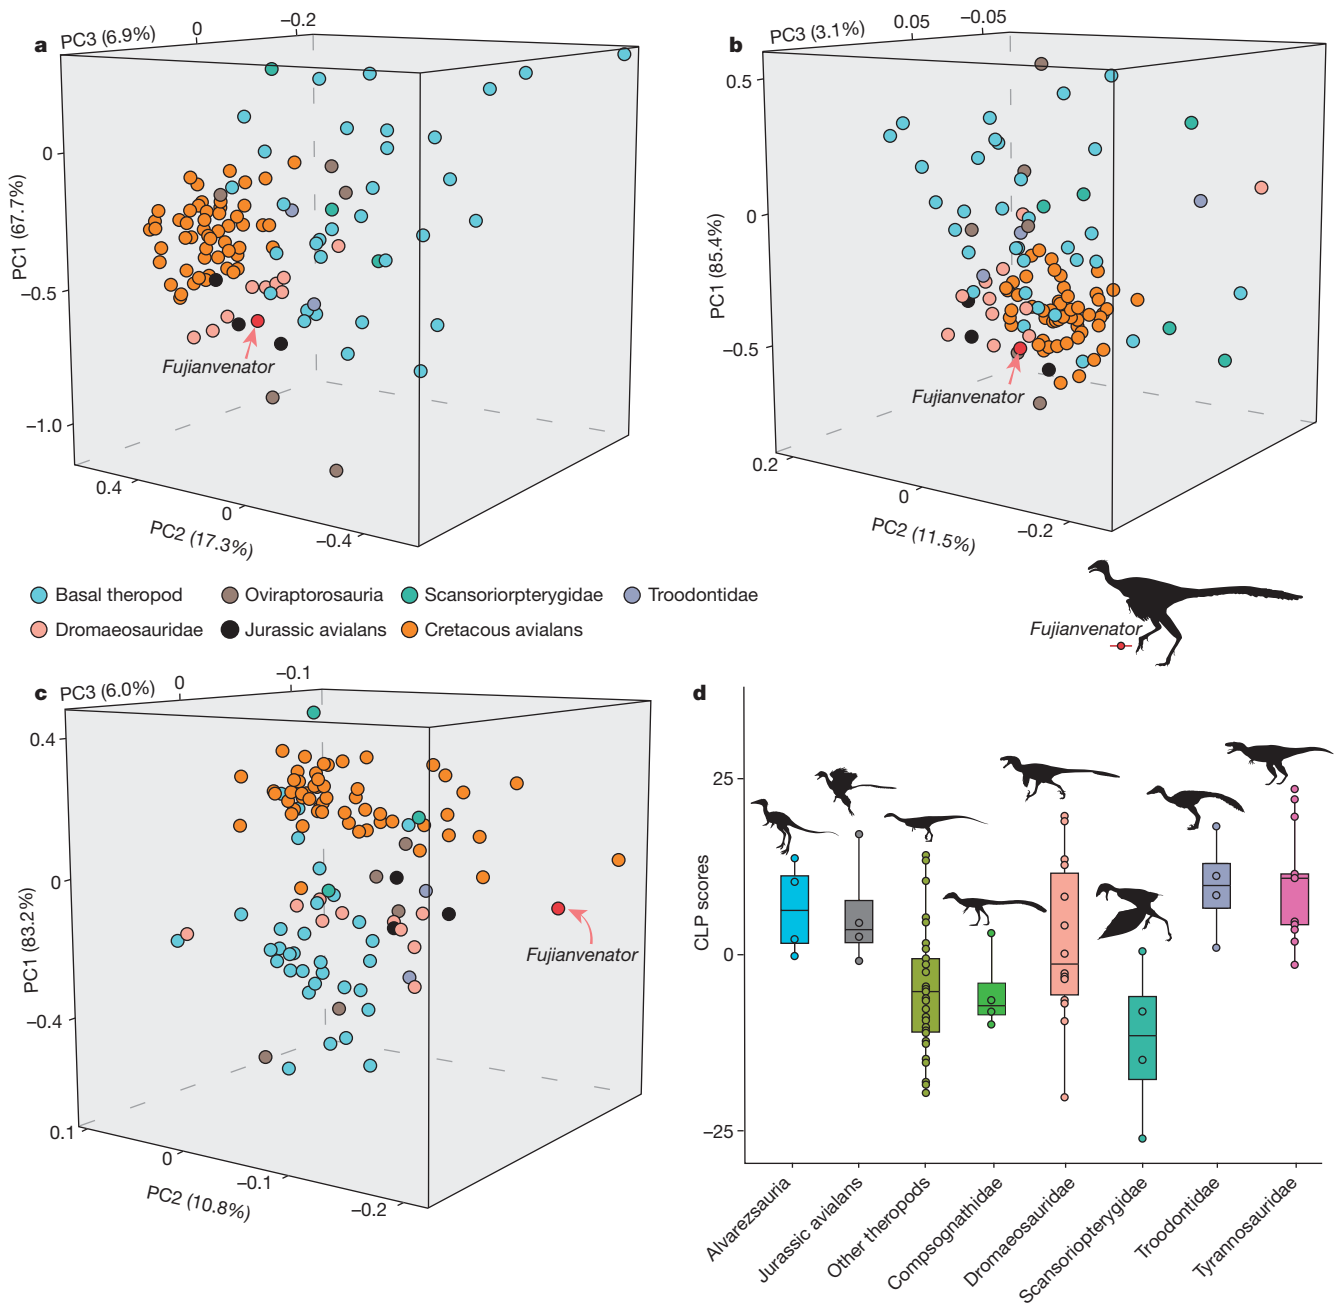 a
PC3 (6.9%)
0
−0.2
0
−0.5
−1.0
PC1 (67.7%)
Fujianvenator
0.4
0
−0.4
PC2 (17.3%)
b
PC3 (3.1%)
0.05
−0.05
0.5
0
−0.5
PC1 (85.4%)
Fujianvenator
0.2
0
−0.2
PC2 (11.5%)
Basal theropod
Oviraptorosauria
Scansoriorpterygidae
Troodontidae
Dromaeosauridae
Jurassic avialans
Cretacous avialans
Fujianvenator
c
PC3 (6.0%)
0
−0.1
0.4
0
−0.4
PC1 (83.2%)
Fujianvenator
0.1
0
−0.1
−0.2
PC2 (10.8%)
d
25
0
−25
CLP scores
Alvarezsauria
Jurassic avialans
Other theropods
Compsognathidae
Dromaeosauridae
Scansoriopterygidae
Troodontidae
Tyrannosauridae